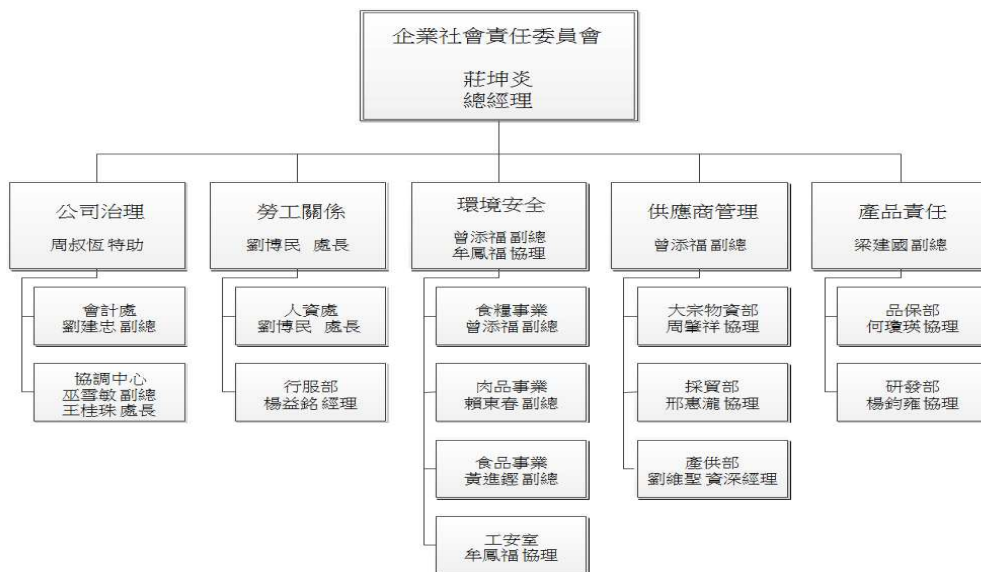 企業社會責任委員會
莊坤炎
總經理
公司治理
周叔恆特助
會計處
劉建忠副總
協調中心
巫雪敏副總
王桂珠處長
勞工關係
劉博民 處長
人資處
劉博民 處長
行服部
楊益銘經理
環境安全
曾添福副總
牟鳳福協理
食糧事業
曾添福副總
肉品事業
賴東春副總
食品事業
黃進鏗副總
工安室
牟鳳福協理
供應商管理
曾添福副總
大宗物資部
周肇祥協理
採貿部
邢惠瀧協理
產供部
劉維聖資深經理
產品責任
梁建國副總
品保部
何瓊瑛協理
研發部
楊鈞雍協理